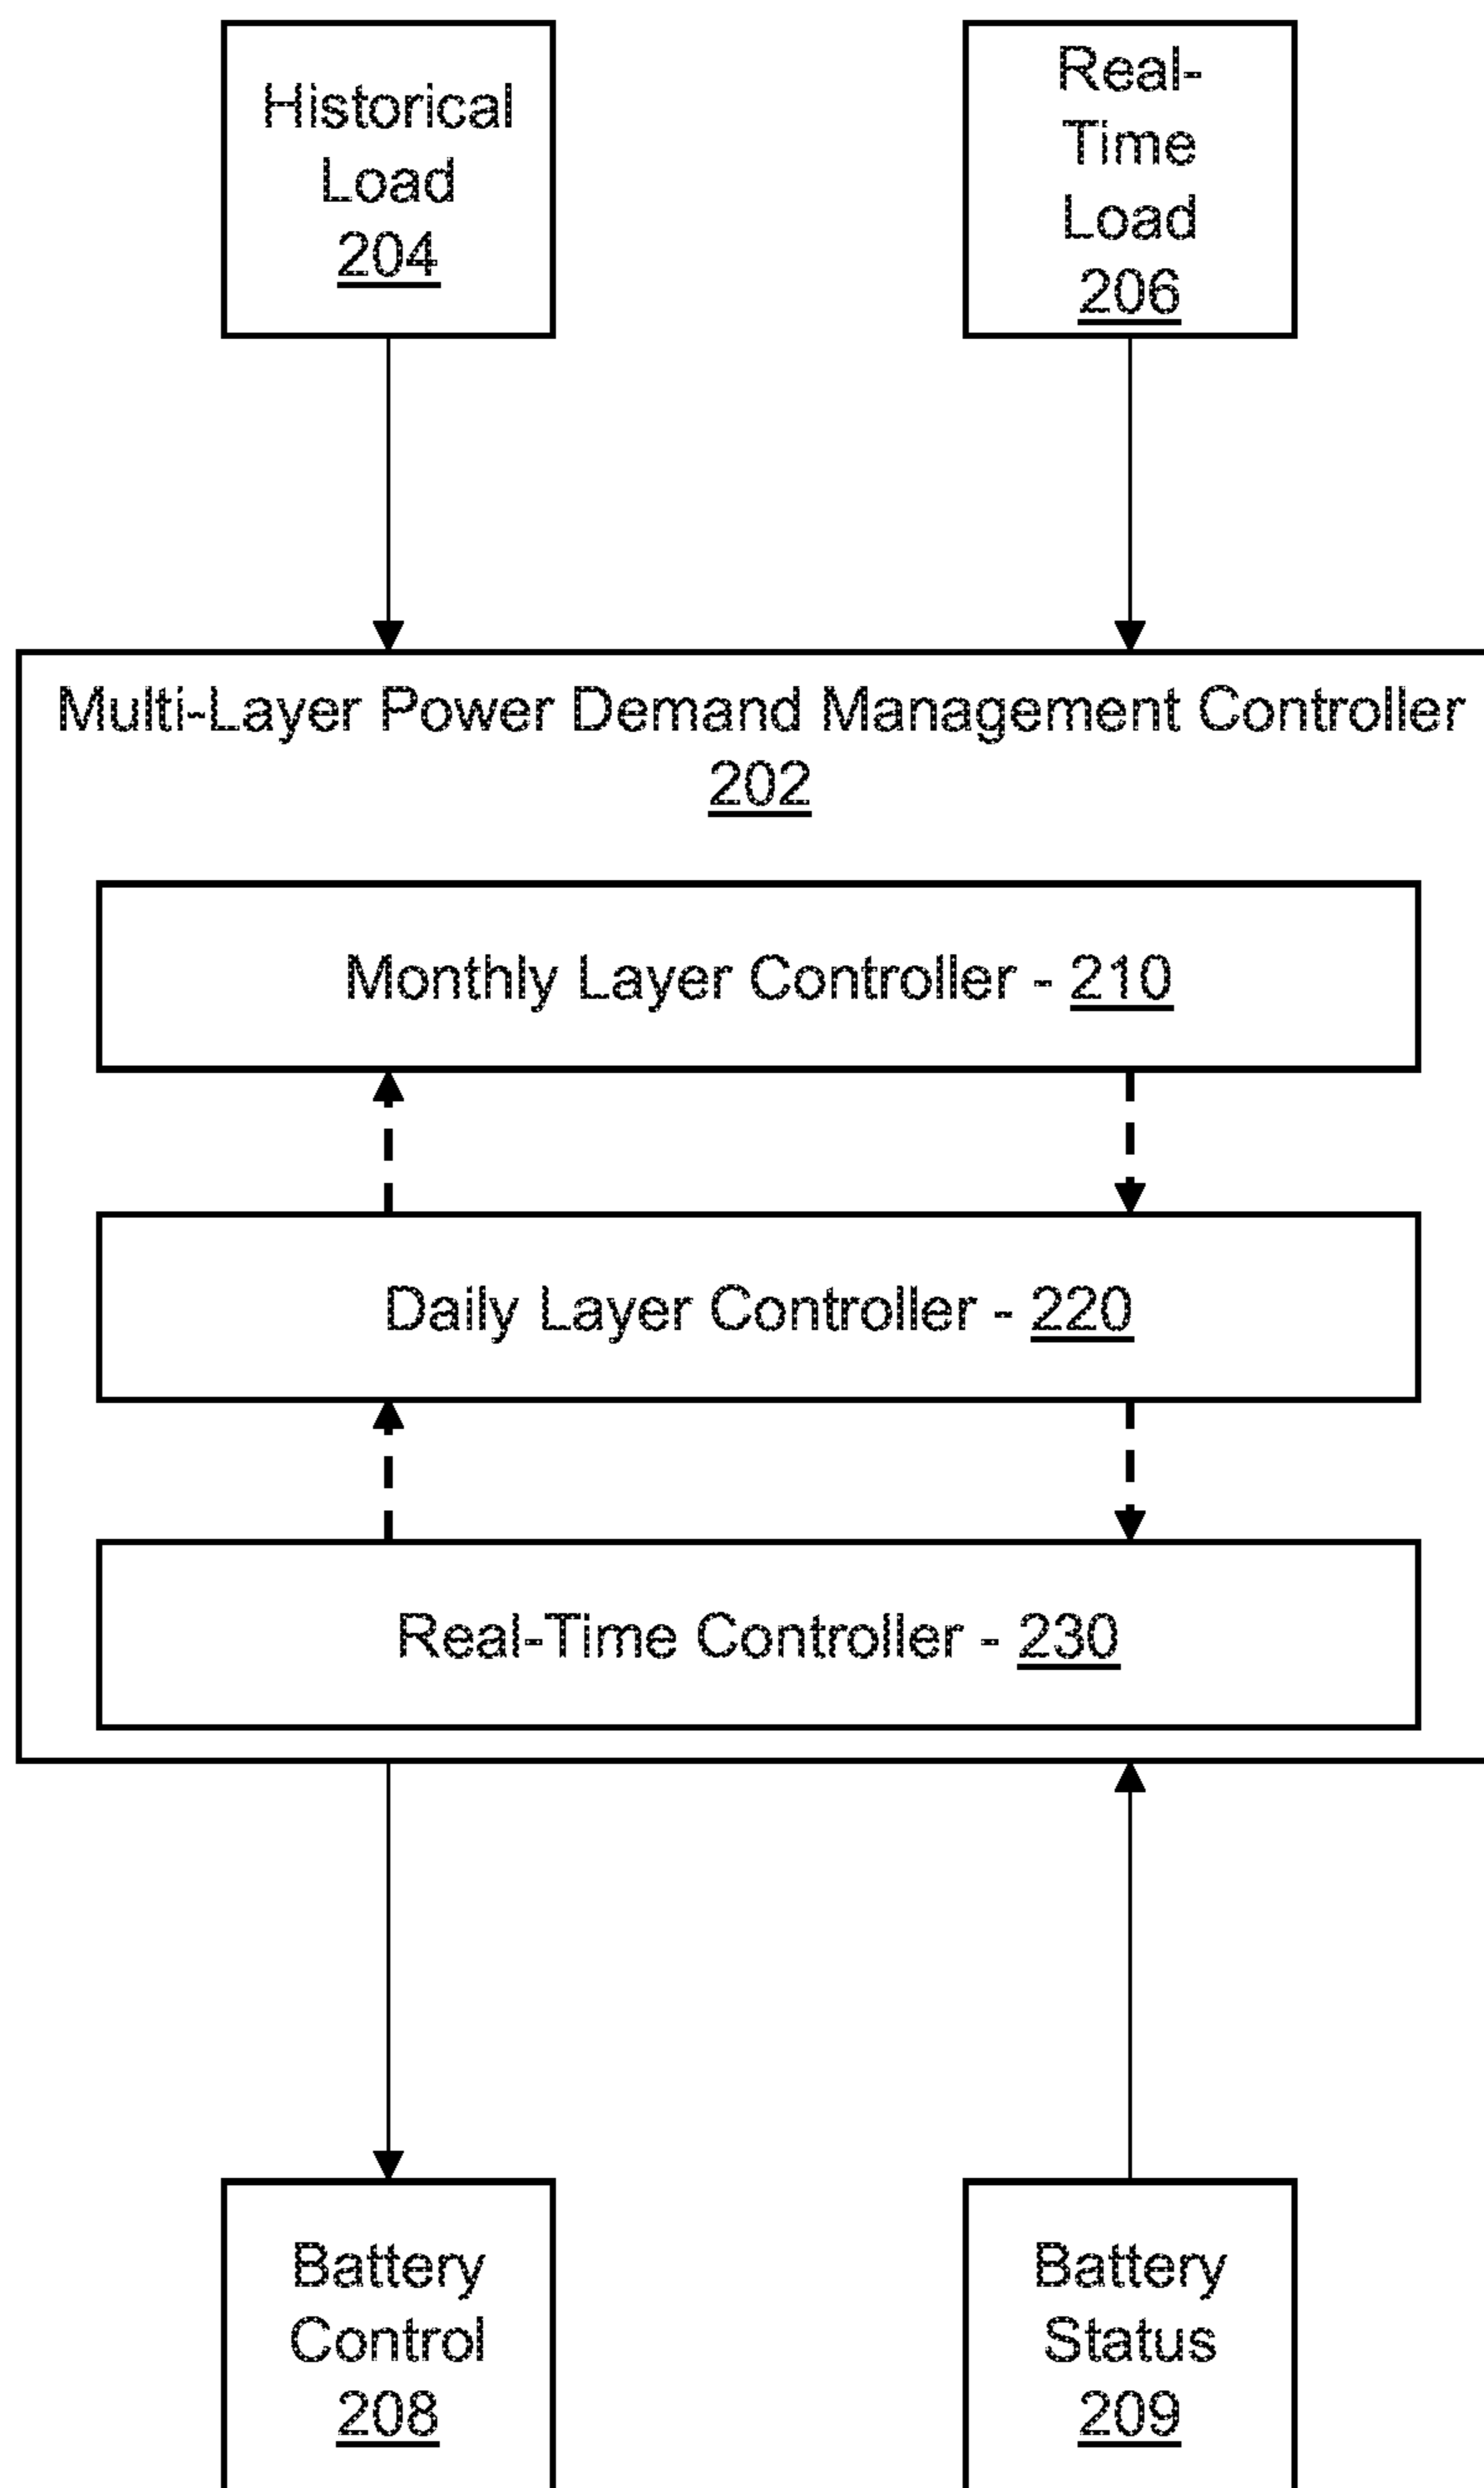 Historical
Load
204
Real-
Time
Load
206
Multi-Layer Power Demand Management Controller
202
Monthly Layer Controller - 210
Daily Layer Controller - 220
Real-Time Controller - 230
Battery
Control
208
Battery
Status
209